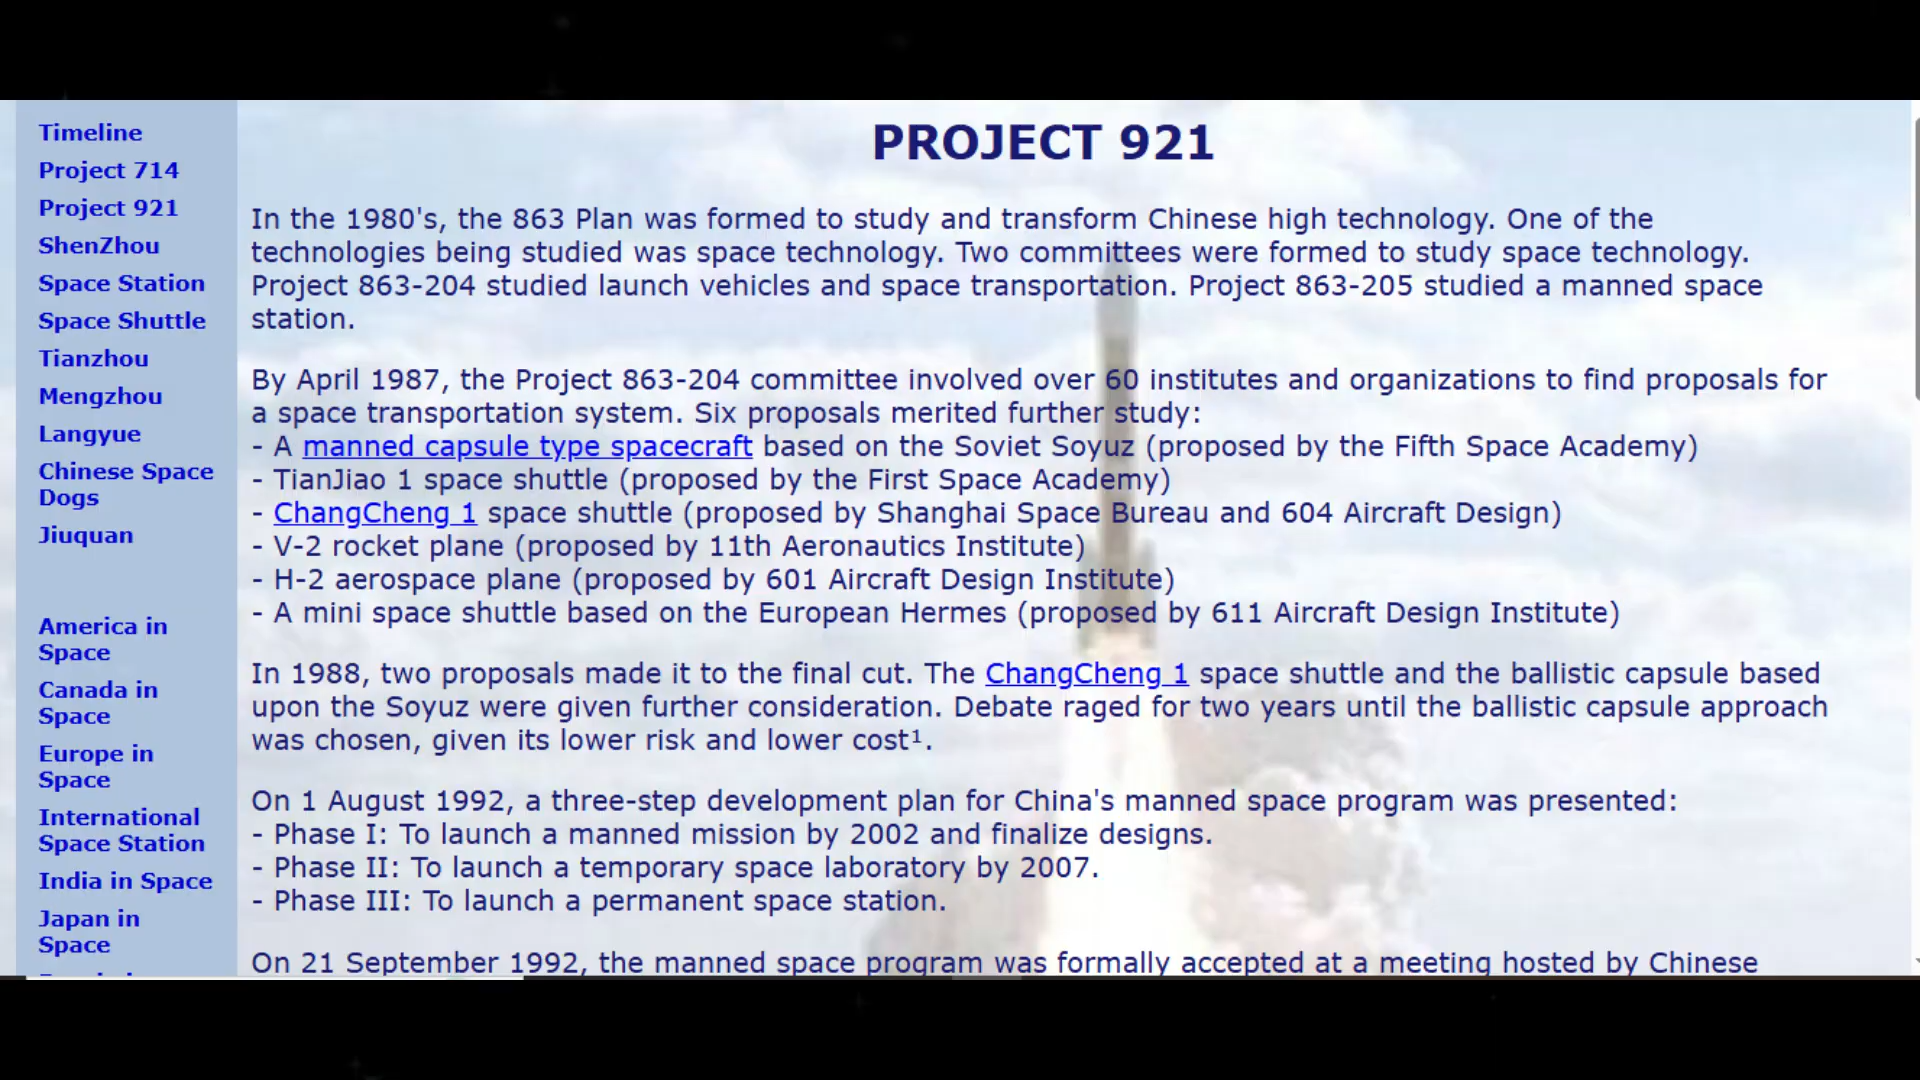 Timeline
Project 714
Project 921
ShenZhou
Space Station
Space Shuttle
Tianzhou
Mengzhou
Langyue
Chinese Space
Dogs
Jiuquan
America in
Space
Canada in
Space
Europe in
Space
International
Space Station
India in Space
Japan in
Space
PROJECT 921
In the 1980's, the 863 Plan was formed to study and transform Chinese high technology. One of the
technologies being studied was space technology. Two committees were formed to study space technology.
Project 863-204 studied launch vehicles and space transportation. Project 863-205 studied a manned space
station.
By April 1987, the Project 863-204 committee involved over 60 institutes and organizations to find proposals for
a space transportation system. Six proposals merited further study:
- A manned capsule type spacecraft based on the Soviet Soyuz (proposed by the Fifth Space Academy)
- TianJiao 1 space shuttle (proposed by the First Space Academy)
- ChangCheng 1 space shuttle (proposed by Shanghai Space Bureau and 604 Aircraft Design)
- V-2 rocket plane (proposed by 11th Aeronautics Institute)
- H-2 aerospace plane (proposed by 601 Aircraft Design Institute)
- A mini space shuttle based on the European Hermes (proposed by 611 Aircraft Design Institute)
In 1988, two proposals made it to the final cut. The ChangCheng 1 space shuttle and the ballistic capsule based
upon the Soyuz were given further consideration. Debate raged for two years until the ballistic capsule approach
was chosen, given its lower risk and lower cost¹.
On 1 August 1992, a three-step development plan for China's manned space program was presented:
- Phase I: To launch a manned mission by 2002 and finalize designs.
- Phase II: To launch a temporary space laboratory by 2007.
- Phase III: To launch a permanent space station.
On 21 September 1992, the manned space program was formally accepted at a meeting hosted by Chinese